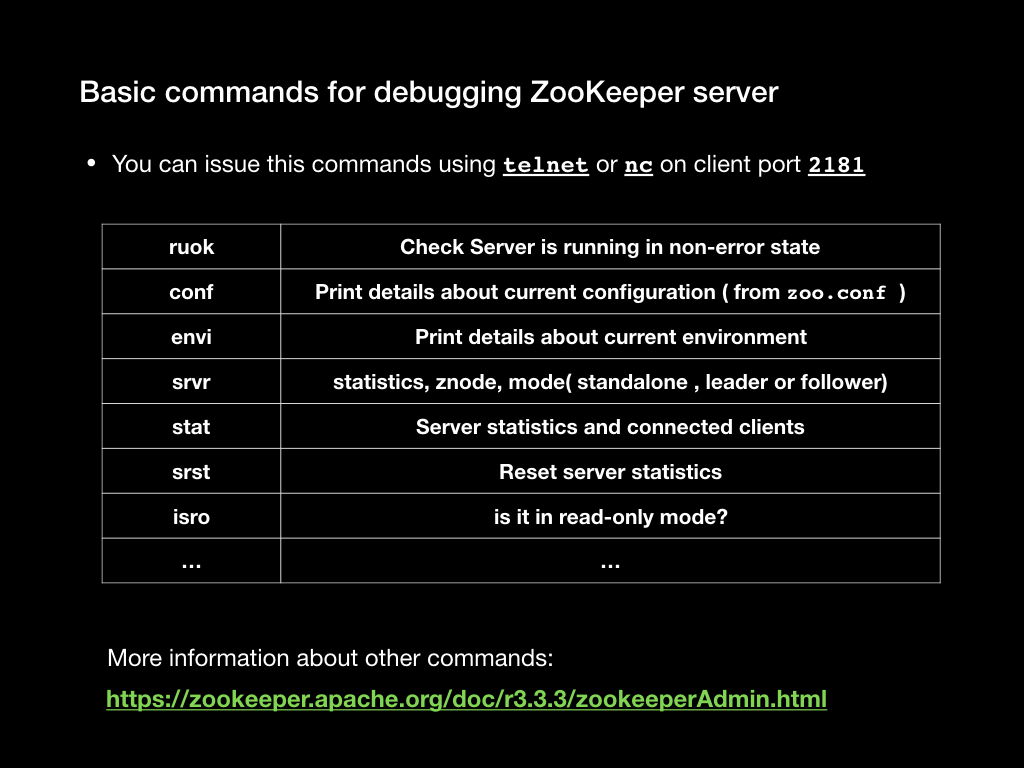 Basic commands for debugging ZooKeeper server
• You can issue this commands using telnet or nc on client port 2181
ruok Check Server is running in non-error state
conf Print details about current configuration ( from zoo.conf )
envi Print details about current environment
srvr statistics, znode, mode( standalone , leader or follower)
stat Server statistics and connected clients
srst Reset server statistics
isro is it in read-only mode?
... ...
More information about other commands:
https://zookeeper.apache.org/doc/r3.3.3/zookeeperAdmin.html